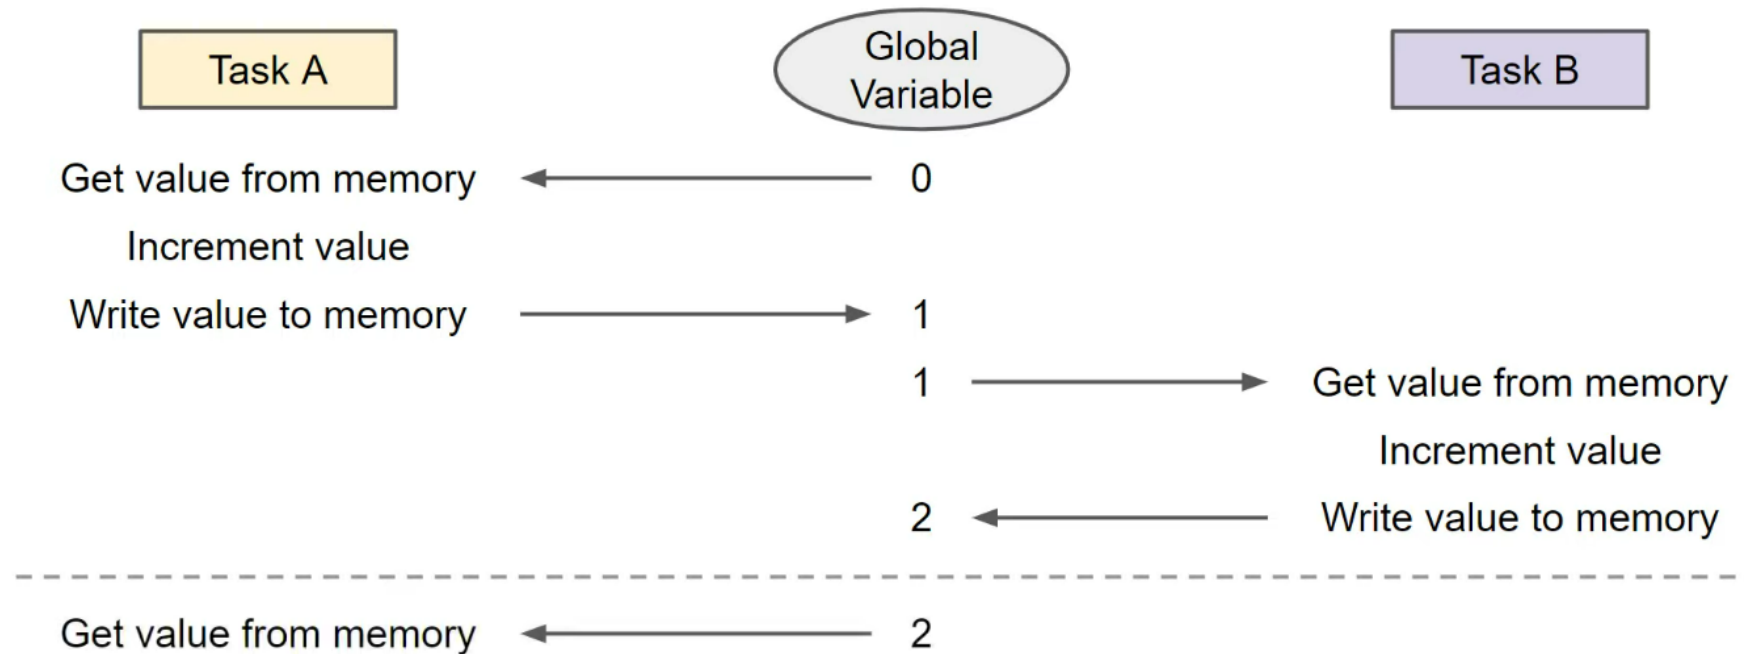 Task A
Global
Variable
Task B
Get value from memory
0
Increment value
Write value to memory
1
1
Get value from memory
Increment value
2
Write value to memory
Get value from memory
2